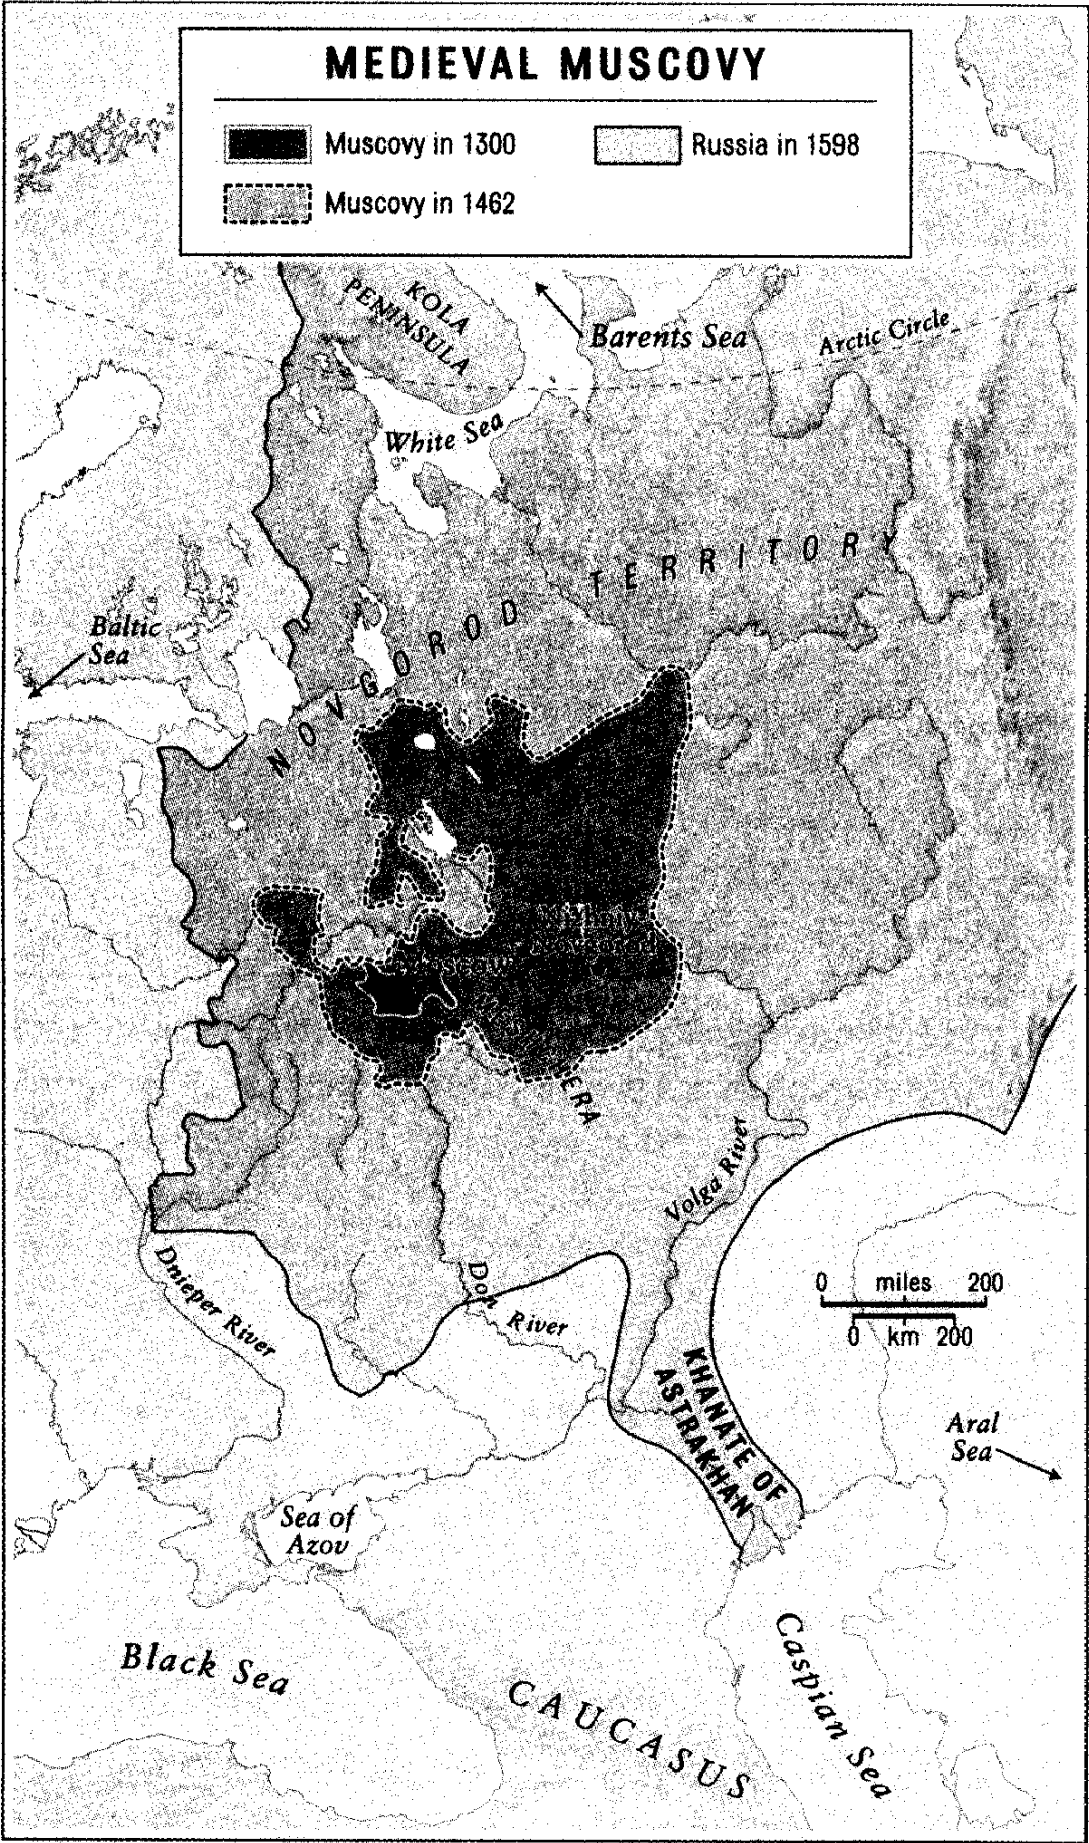 MEDIEVAL MUSCOVY
Muscovy in 1300
Russia in 1598
Muscovy in 1462
KOLA
PENINSULA
Barents Sea
Arctic Circle
White Sea
NOVGOROD TERRITORY
Baltic
Sea
Volga River
Dnieper River
Don River
0 miles 200
0 km 200
KHANATE OF
ASTRAKHAN
Aral
Sea
Sea of
Azov
Black Sea
Caspian Sea
CAUCASUS